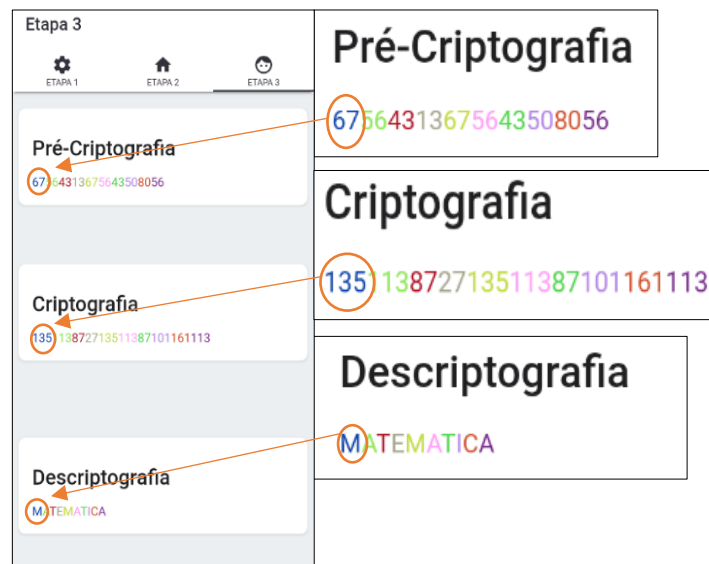 Etapa 3
ETAPA 1 ETAPA 2 ETAPA 3
Pré-Criptografia
67564313675643508056
Criptografia
135113872713511387101161113
Descriptografia
MATEMATICA
Pré-Criptografia
67564313675643508056
Criptografia
135113872713511387101161113
Descriptografia
MATEMATICA